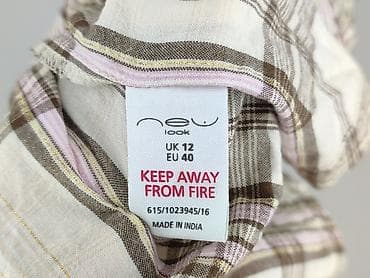 new
look
UK 12
EU 40
KEEP AWAY
FROM FIRE
615/1023945/16
MADE IN INDIA